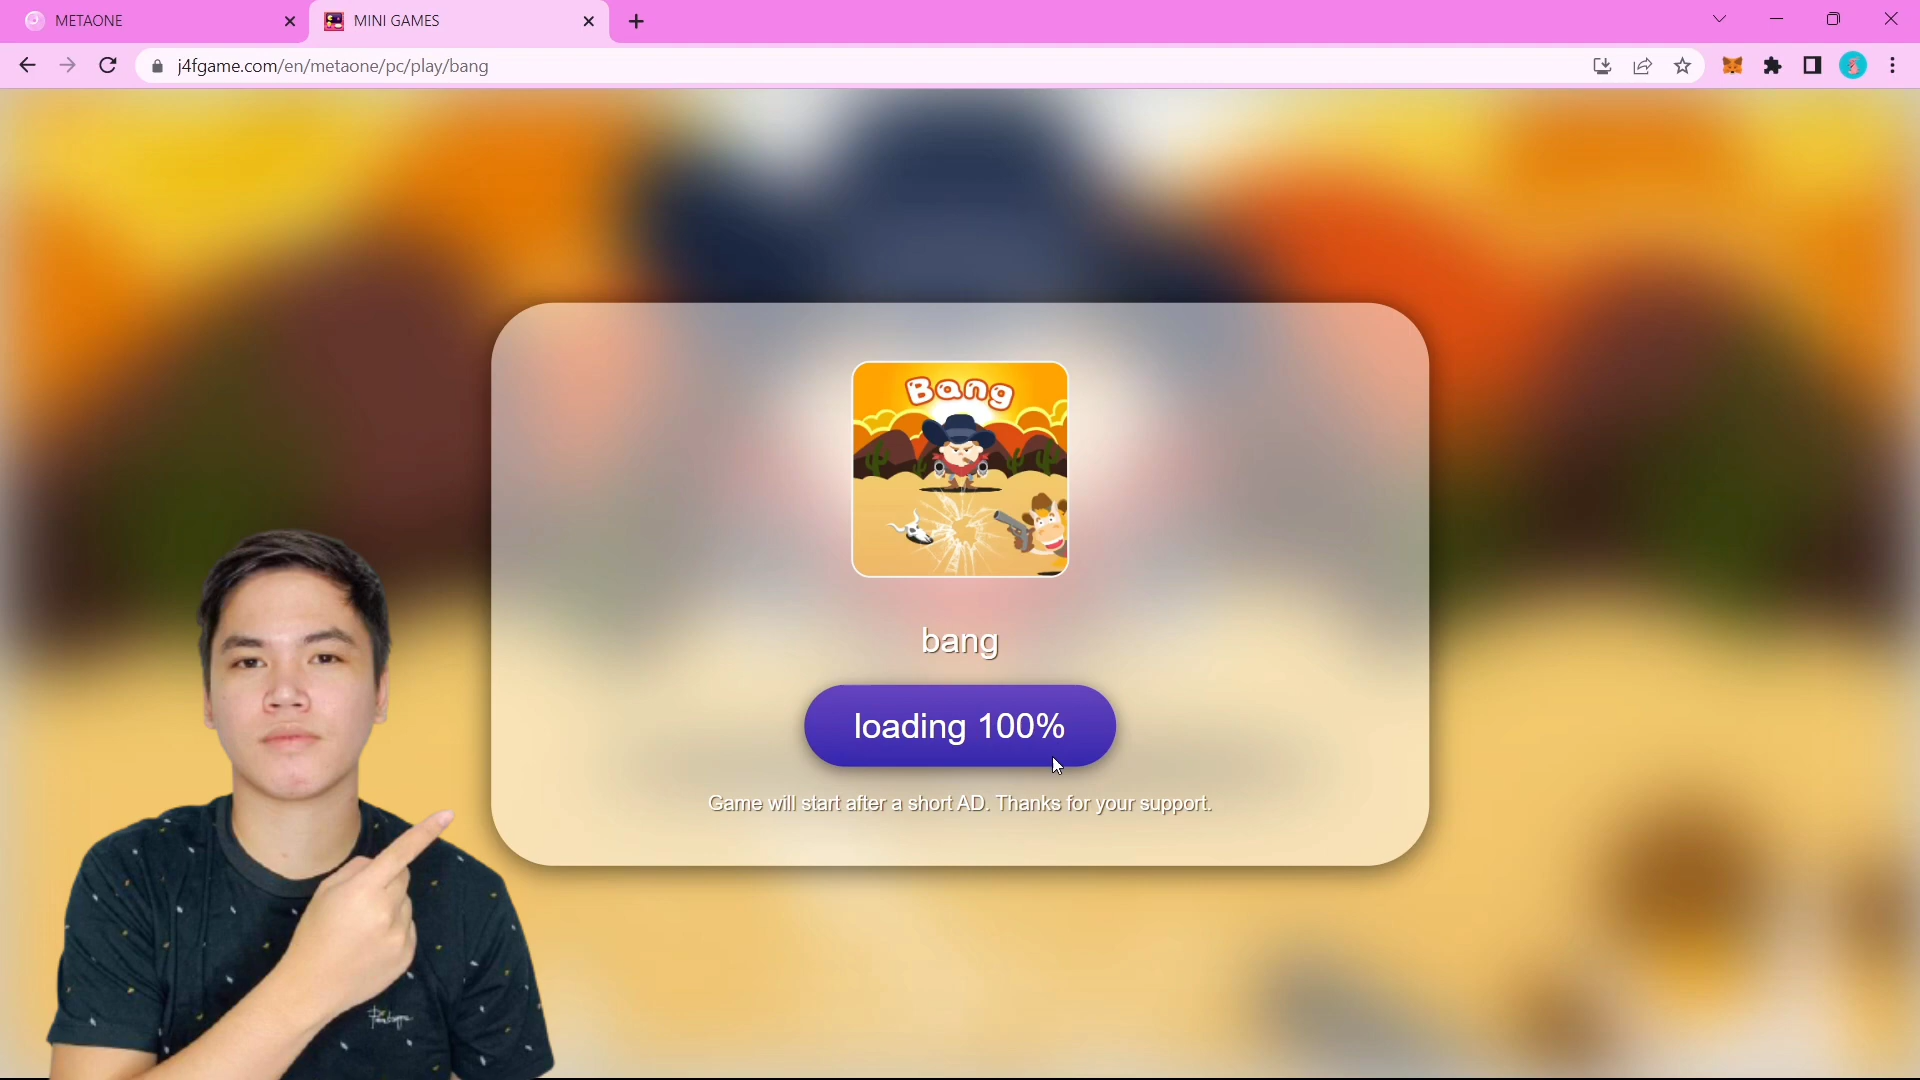 METAONE
MINI GAMES
j4fgame.com/en/metaone/pc/play/bang
Bang
bang
loading 100%
Game will start after a short AD. Thanks for your support.